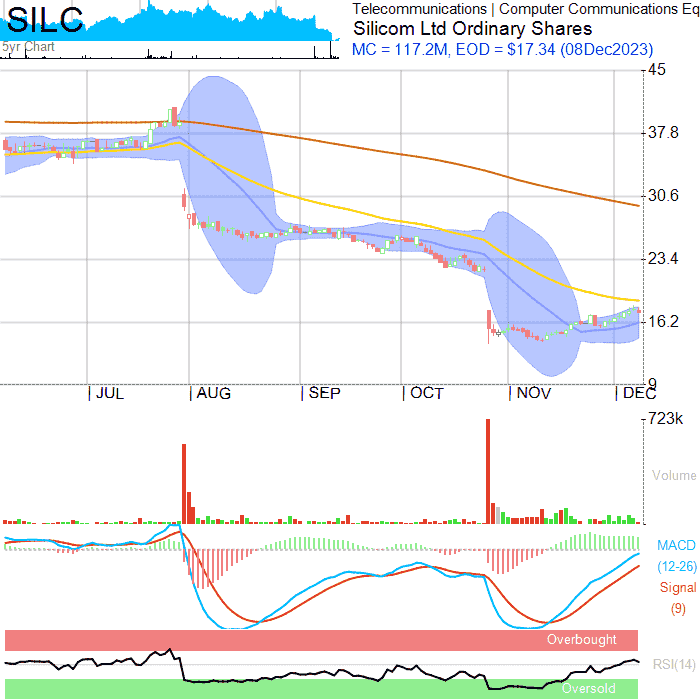 SILC
5yr Chart
Telecommunications | Computer Communications Eq
Silicom Ltd Ordinary Shares
MC = 117.2M, EOD = $17.34 (08Dec2023)
45
37.8
30.6
23.4
16.2
9
JUL
AUG
SEP
OCT
NOV
DEC
723k
Volume
MACD
(12-26)
Signal
(9)
Overbought
RSI(14)
Oversold